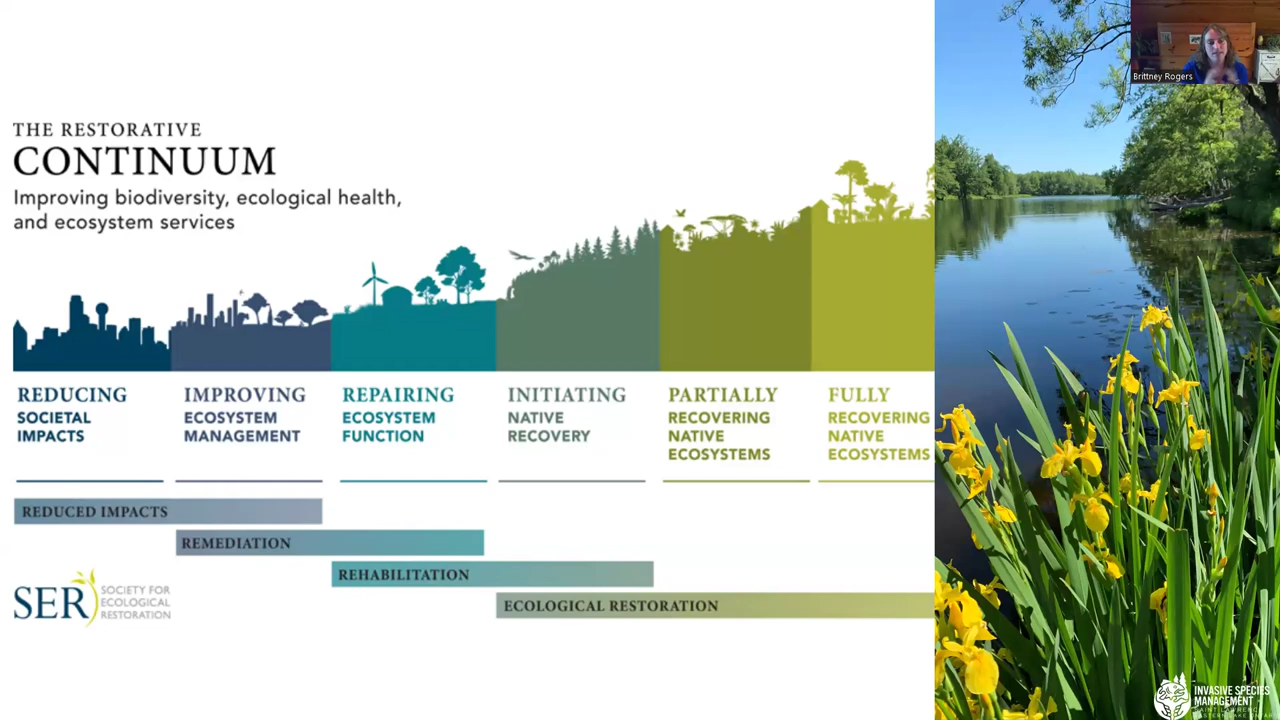 THE RESTORATIVE
CONTINUUM
Improving biodiversity, ecological health,
and ecosystem services
REDUCING
SOCIETAL
IMPACTS
IMPROVING
ECOSYSTEM
MANAGEMENT
REPAIRING
ECOSYSTEM
FUNCTION
INITIATING
NATIVE
RECOVERY
PARTIALLY
RECOVERING
NATIVE
ECOSYSTEMS
FULLY
RECOVERING
NATIVE
ECOSYSTEMS
REDUCED IMPACTS
REMEDIATION
REHABILITATION
ECOLOGICAL RESTORATION
SER
SOCIETY FOR
ECOLOGICAL
RESTORATION
Brittney Rogers
INVASIVE SPECIES
MANAGEMENT